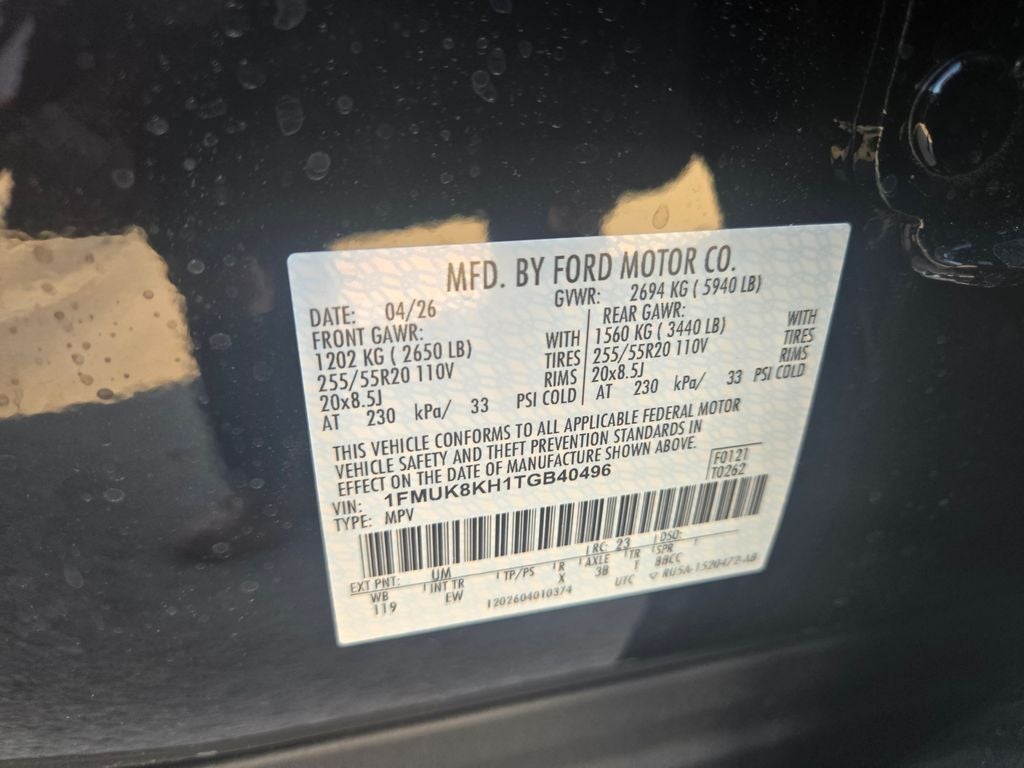 MFD. BY FORD MOTOR CO.
DATE: 04/26 GVWR: 2694 KG ( 5940 LB)
FRONT GAWR: REAR GAWR:
1202 KG ( 2650 LB) WITH 1560 KG ( 3440 LB) WITH
255/55R20 110V TIRES 255/55R20 110V TIRES
20x8.5J RIMS 20x8.5J RIMS
AT 230 kPa/ 33 PSI COLD AT 230 kPa/ 33 PSI COLD
THIS VEHICLE CONFORMS TO ALL APPLICABLE FEDERAL MOTOR
VEHICLE SAFETY AND THEFT PREVENTION STANDARDS IN
EFFECT ON THE DATE OF MANUFACTURE SHOWN ABOVE.
F0121
T0262
VIN: 1FMUK8KH1TGB40496
TYPE: MPV
EXT PNT: UM RC: 23 DSO:
WB INT TR TP/PS R AXLE TR SPR
119 EW X 3B T BBCC
1202604010374 UTC ▽ RU5A-1520472-AB